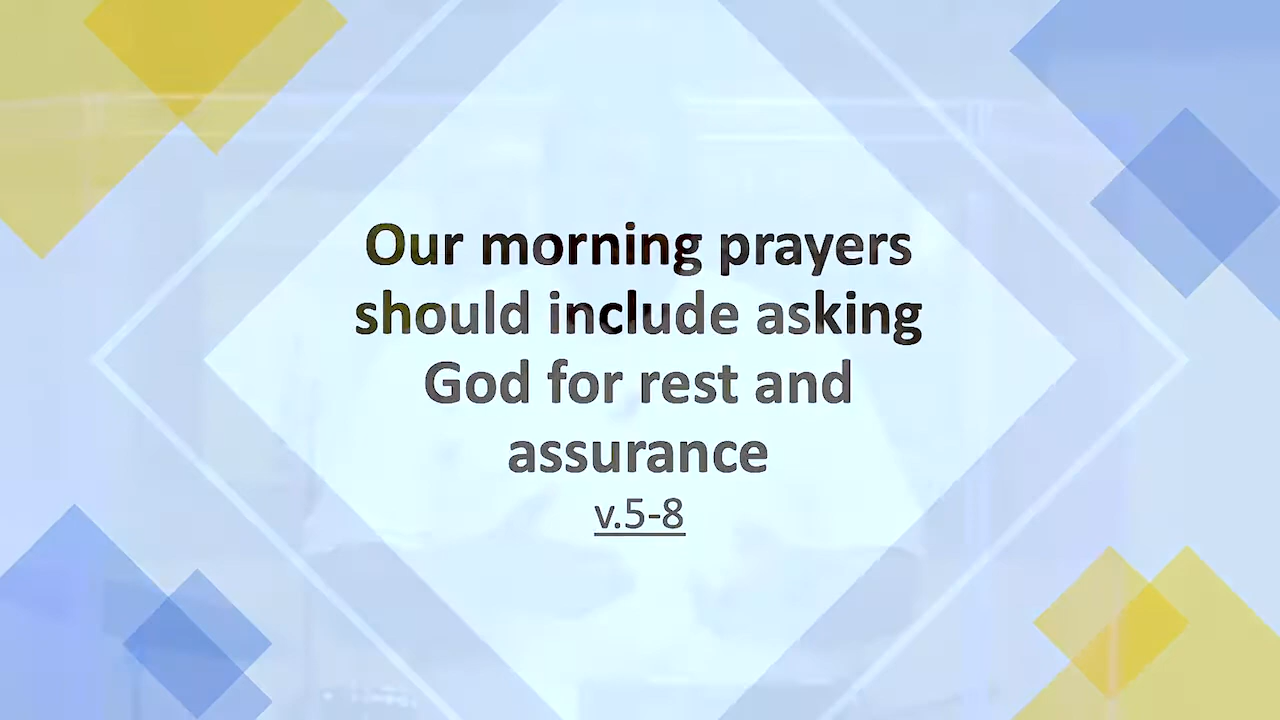 Our morning prayers
should include asking
God for rest and
assurance
v.5-8